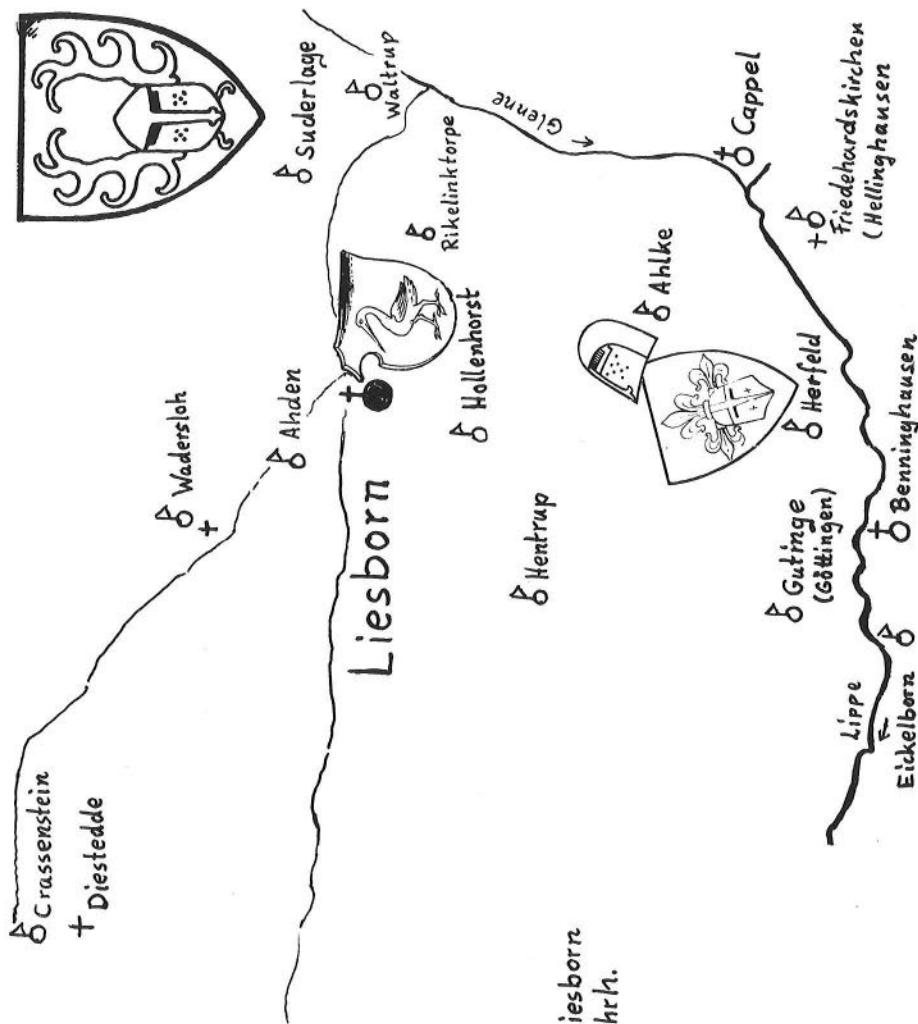 Crassenstein
Diestedde
Wadersloh
Ahden
Suderlage
Liesborn
Waltrup
Rikelinktorpe
Hollenhorst
Hentrup
Glenne
iesborn
hrh.
Ahlke
Cappel
Gutinge
(Göttingen)
Herfeld
Friedehardskirchen
(Hellinghausen)
Lippe
Benninghausen
Eickelborn